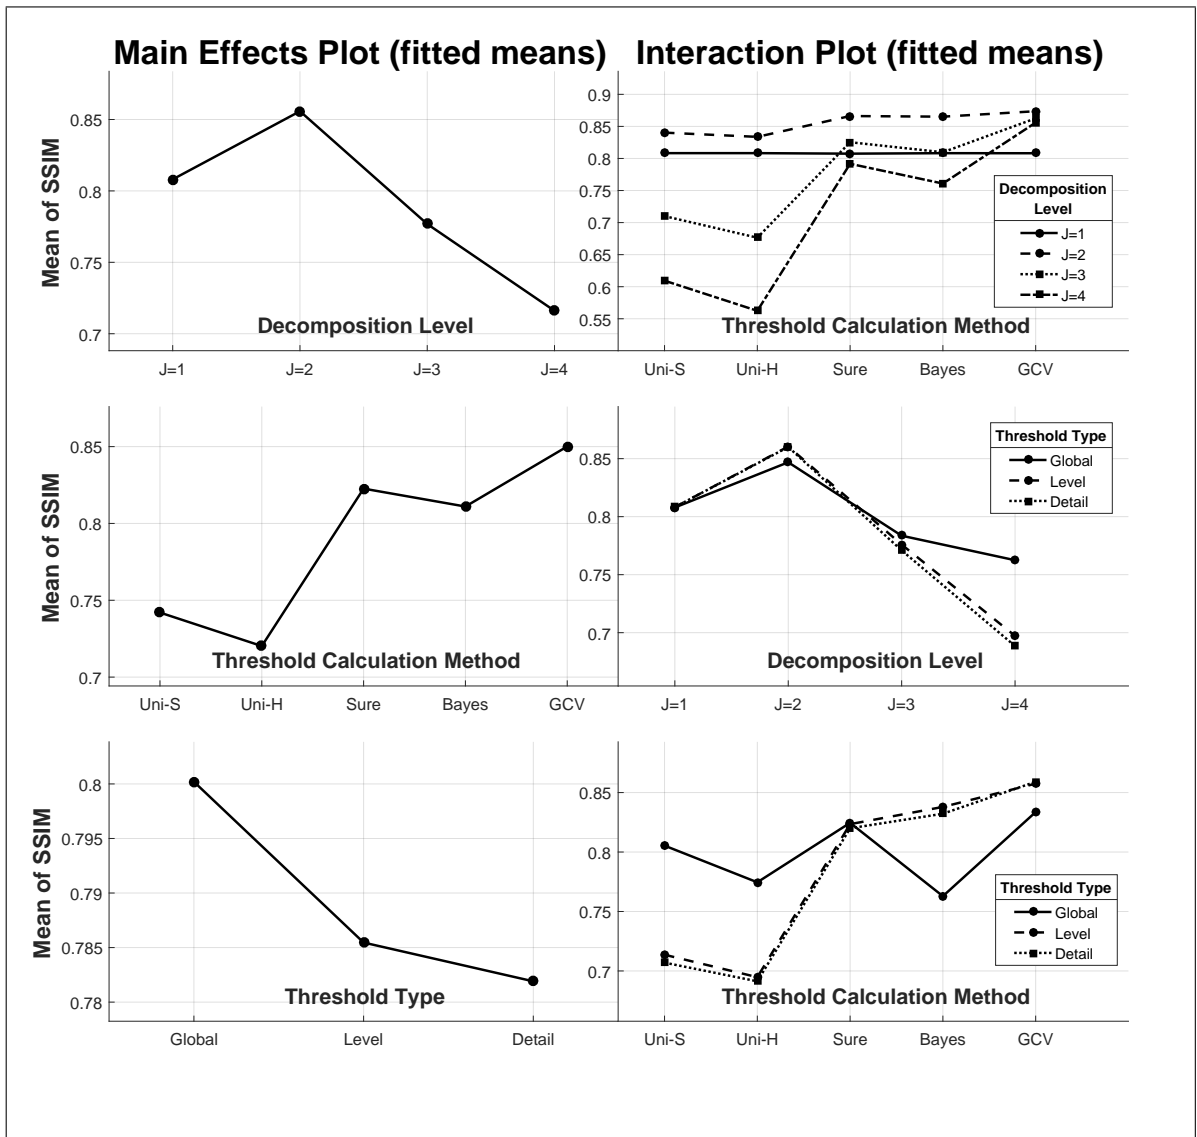 Main Effects Plot (fitted means)
Interaction Plot (fitted means)
Mean of SSIM
0.85
0.8
0.75
0.7
Decomposition Level
J=1 J=2 J=3 J=4
0.9
0.85
0.8
0.75
0.7
0.65
0.6
0.55
Decomposition
Level
J=1
J=2
J=3
J=4
Threshold Calculation Method
Uni-S Uni-H Sure Bayes GCV
Mean of SSIM
0.85
0.8
0.75
0.7
Threshold Calculation Method
Uni-S Uni-H Sure Bayes GCV
0.85
0.8
0.75
0.7
Threshold Type
Global
Level
Detail
Decomposition Level
J=1 J=2 J=3 J=4
Mean of SSIM
0.8
0.795
0.79
0.785
0.78
Threshold Type
Global Level Detail
0.85
0.8
0.75
0.7
Threshold Type
Global
Level
Detail
Threshold Calculation Method
Uni-S Uni-H Sure Bayes GCV